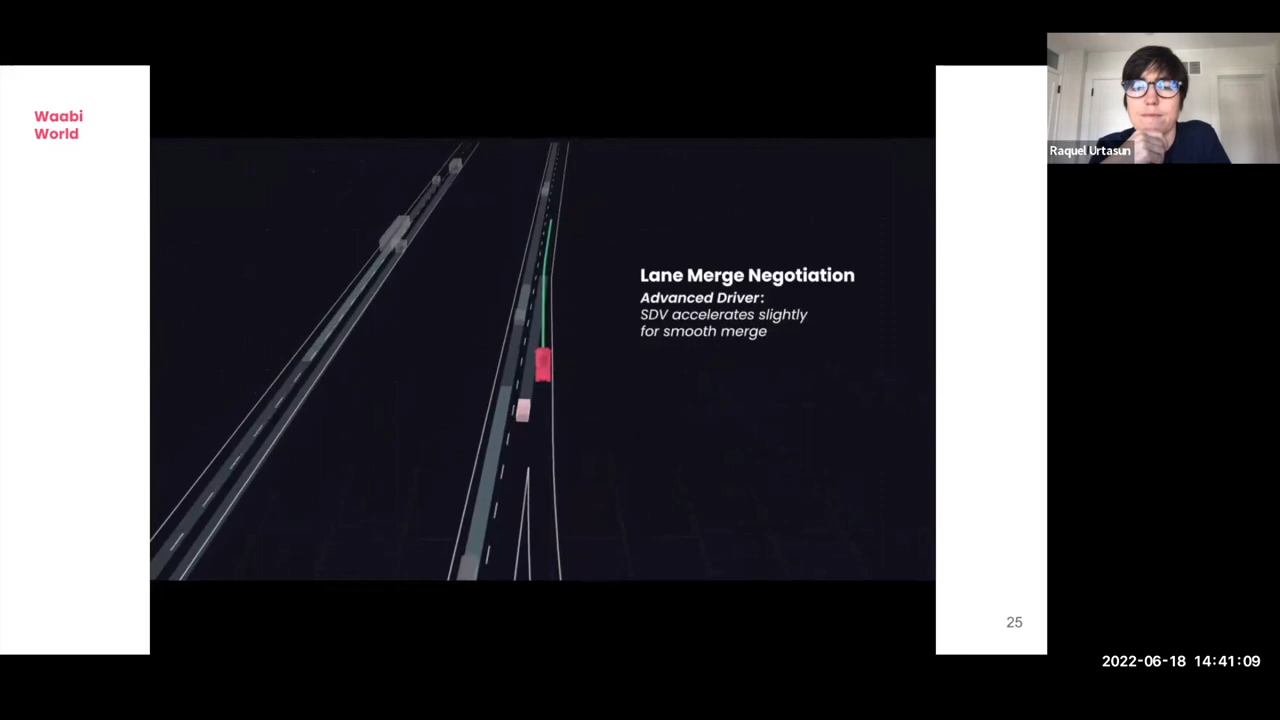 Waabi
World
Lane Merge Negotiation
Advanced Driver:
SDV accelerates slightly
for smooth merge
Raquel Urtasun
25
2022-06-18 14:41:09